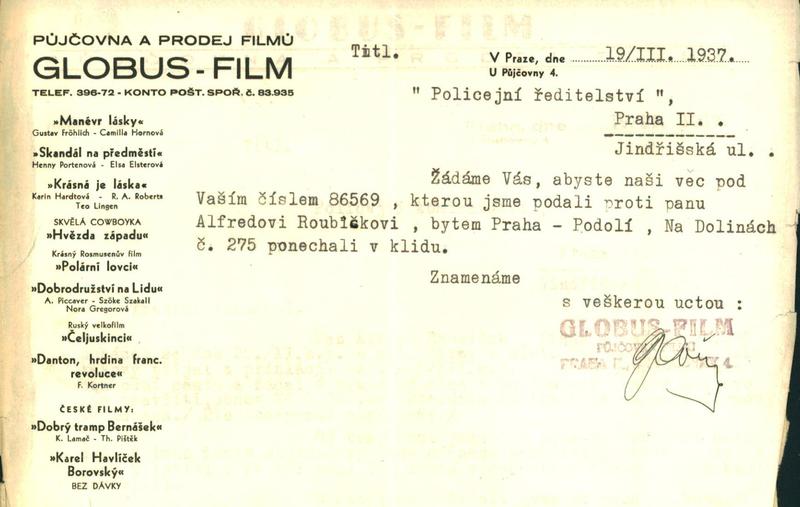 PŮJČOVNA A PRODEJ FILMŮ
GLOBUS-FILM
TELEF. 396-72 - KONTO POŠT. SPOŘ. č. 83.935
Titl.
V Praze, dne 19/III. 1937.
U Půjčovny 4.
" Policejní ředitelství ",
Praha II. .
Jindřišská ul. .
Žádáme Vás, abyste naši věc pod
Vaším číslem 86569 , kterou jsme podali proti panu
Alfredovi Roubíčkovi , bytem Praha - Podolí , Na Dolinách
č. 275 ponechali v klidu.
Znamenáme
s veškerou uctou :
GLOBUS-FILM
PŮJČOVNA
PRAHA II., 4
»Manévr lásky«
Gustav Fröhlich - Camilla Hornová
»Skandál na předměstí«
Henny Portenová - Elsa Elsterová
»Krásná je láska«
Karin Hardtová - R. A. Roberts
Teo Lingen
SKVĚLÁ COWBOYKA
»Hvězda západu«
Krásný Rosmusenův film
»Polární lovci«
»Dobrodružství na Lidu«
A. Piccaver - Szöke Szakall
Nora Gregorová
Ruský velkofilm
»Čeljuskinci«
»Danton, hrdina franc.
revoluce«
F. Kortner
ČESKÉ FILMY:
»Dobrý tramp Bernášek«
K. Lamač - Th. Pištěk
»Karel Havlíček
Borovský«
BEZ DÁVKY